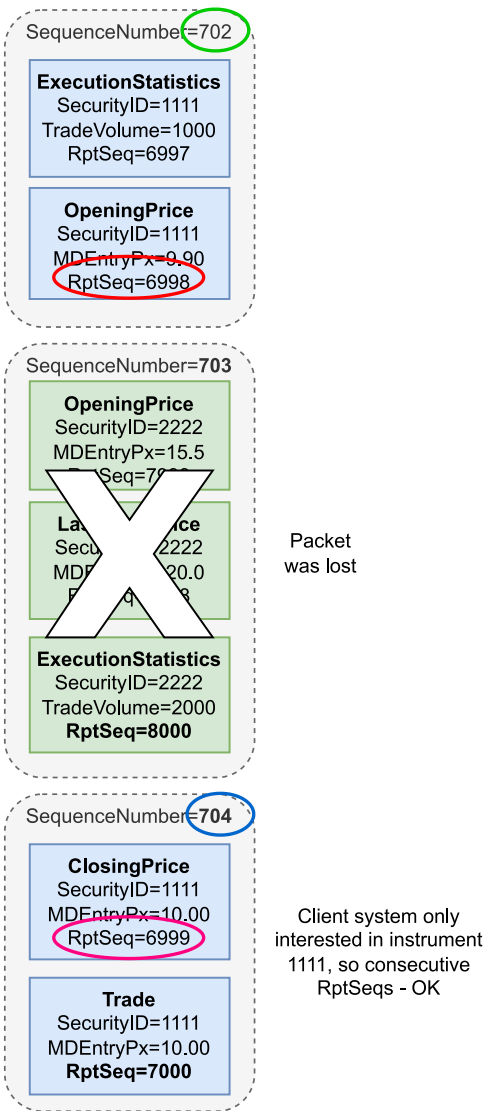 SequenceNumber=702
ExecutionStatistics
SecurityID=1111
TradeVolume=1000
RptSeq=6997
OpeningPrice
SecurityID=1111
MDEntryPx=9.90
RptSeq=6998
SequenceNumber=703
OpeningPrice
SecurityID=2222
MDEntryPx=15.5
Packet
was lost
ExecutionStatistics
SecurityID=2222
TradeVolume=2000
RptSeq=8000
SequenceNumber=704
ClosingPrice
SecurityID=1111
MDEntryPx=10.00
RptSeq=6999
Client system only
interested in instrument
1111, so consecutive
RptSeqs - OK
Trade
SecurityID=1111
MDEntryPx=10.00
RptSeq=7000